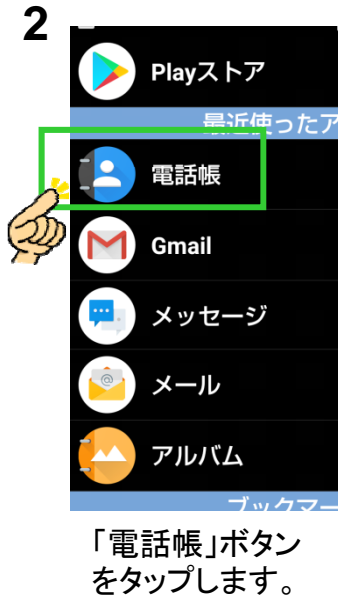 2
Playストア
最近使ったア
電話帳
Gmail
メッセージ
メール
アルバム
ブックマー
「電話帳」ボタン
をタップします。